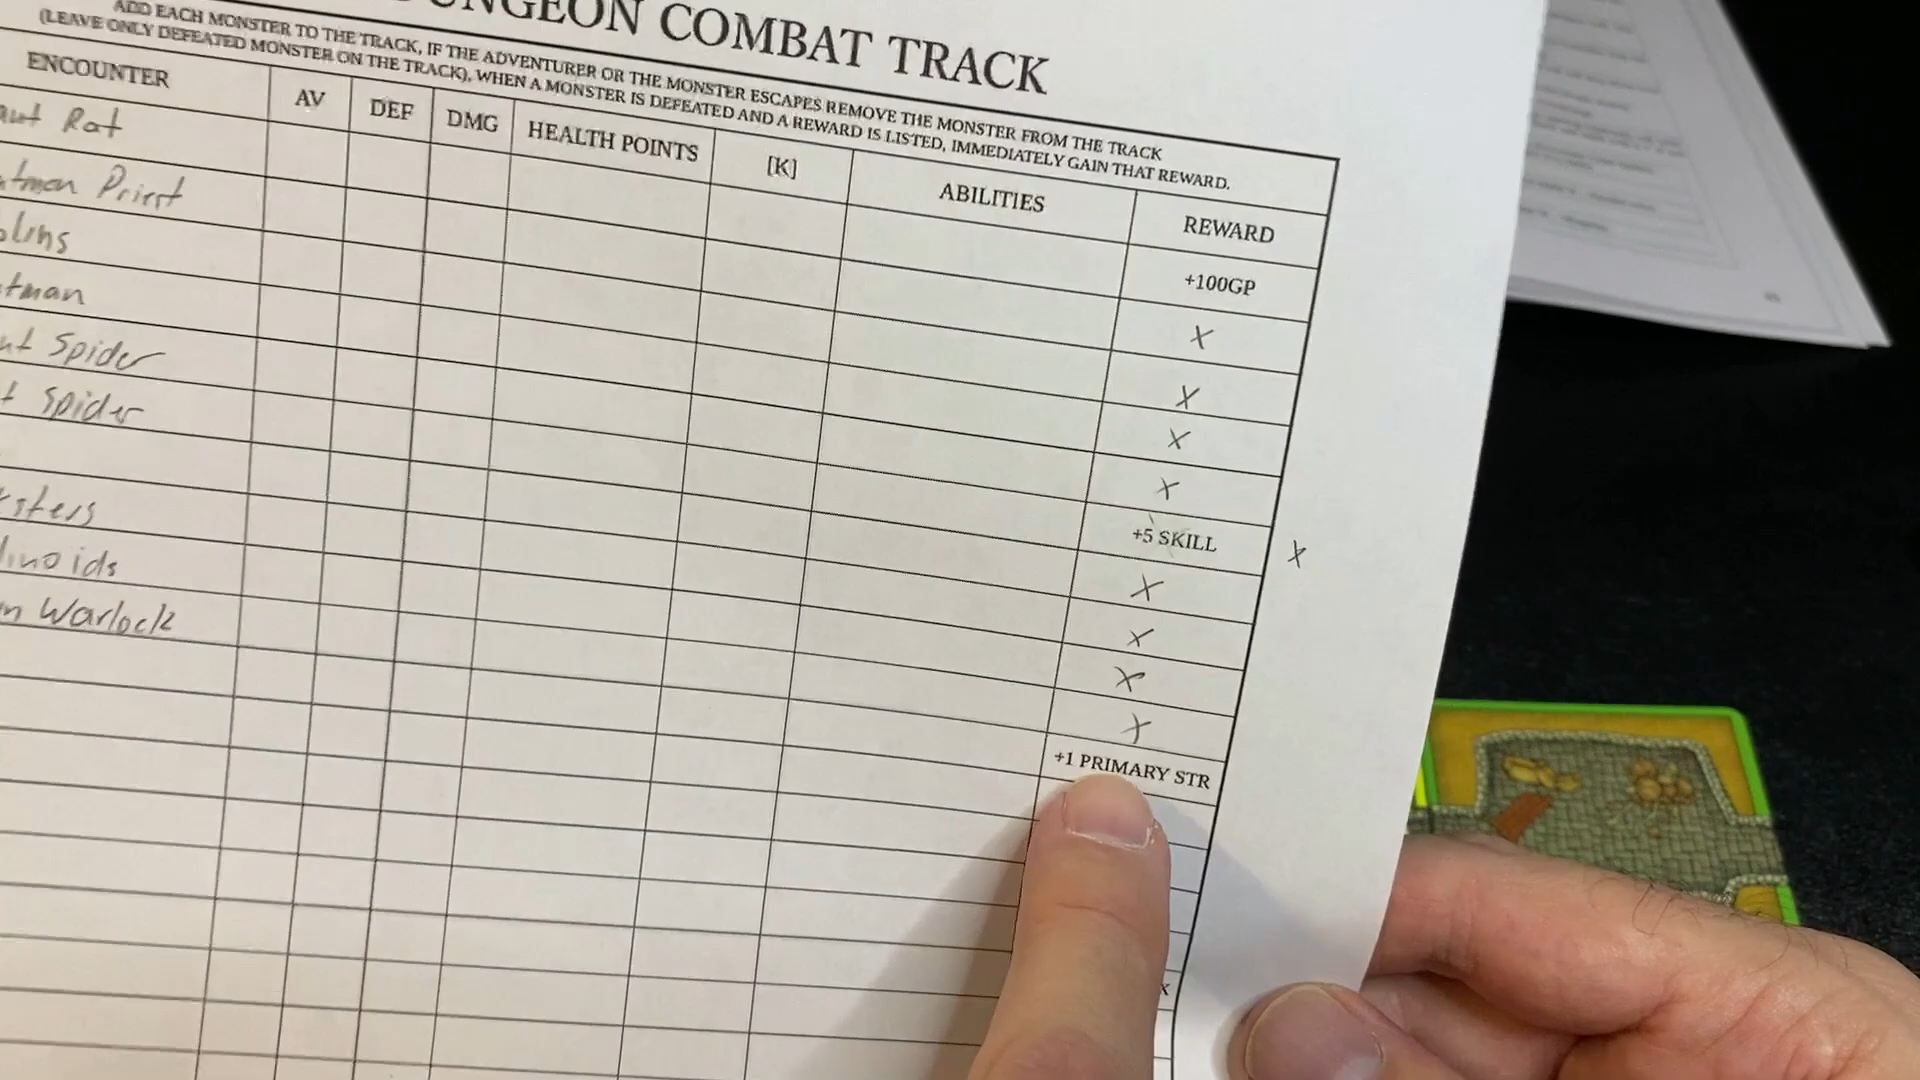 DUNGEON COMBAT TRACK
ADD EACH MONSTER TO THE TRACK, IF THE ADVENTURER OR THE MONSTER ESCAPES REMOVE THE MONSTER FROM THE TRACK
(LEAVE ONLY DEFEATED MONSTER ON THE TRACK), WHEN A MONSTER IS DEFEATED AND A REWARD IS LISTED, IMMEDIATELY GAIN THAT REWARD.
ENCOUNTER AV DEF DMG HEALTH POINTS [K] ABILITIES REWARD
Rat +100GP
Priest X
X
X
Spider X
Spider +5 SKILL X
X
X
X
Warlock X
+1 PRIMARY STR
X